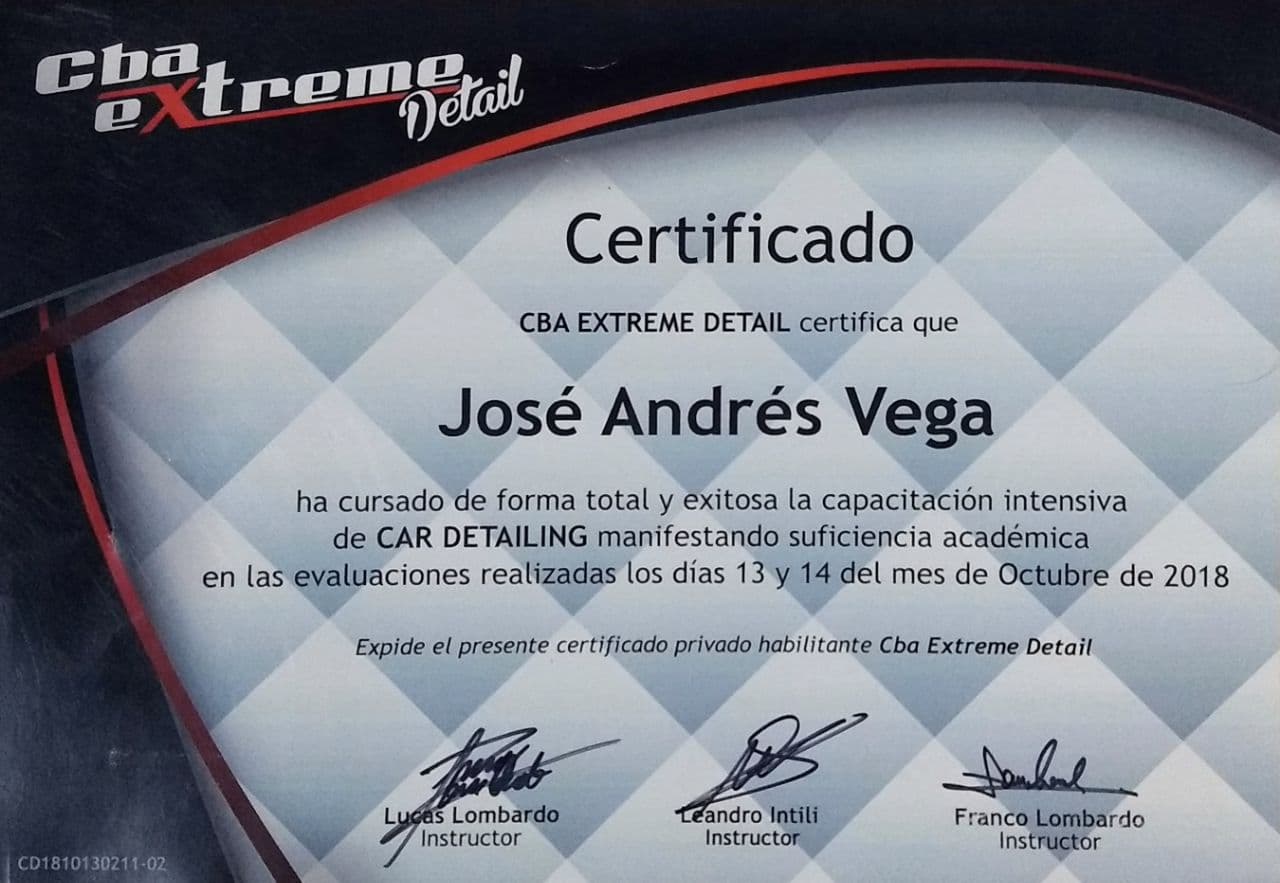 Cba
eXtreme
Detail
Certificado
CBA EXTREME DETAIL certifica que
José Andrés Vega
ha cursado de forma total y exitosa la capacitación intensiva
de CAR DETAILING manifestando suficiencia académica
en las evaluaciones realizadas los días 13 y 14 del mes de Octubre de 2018
Expide el presente certificado privado habilitante Cba Extreme Detail
Lucas Lombardo
Instructor
Leandro Intili
Instructor
Franco Lombardo
Instructor
CD1810130211-02